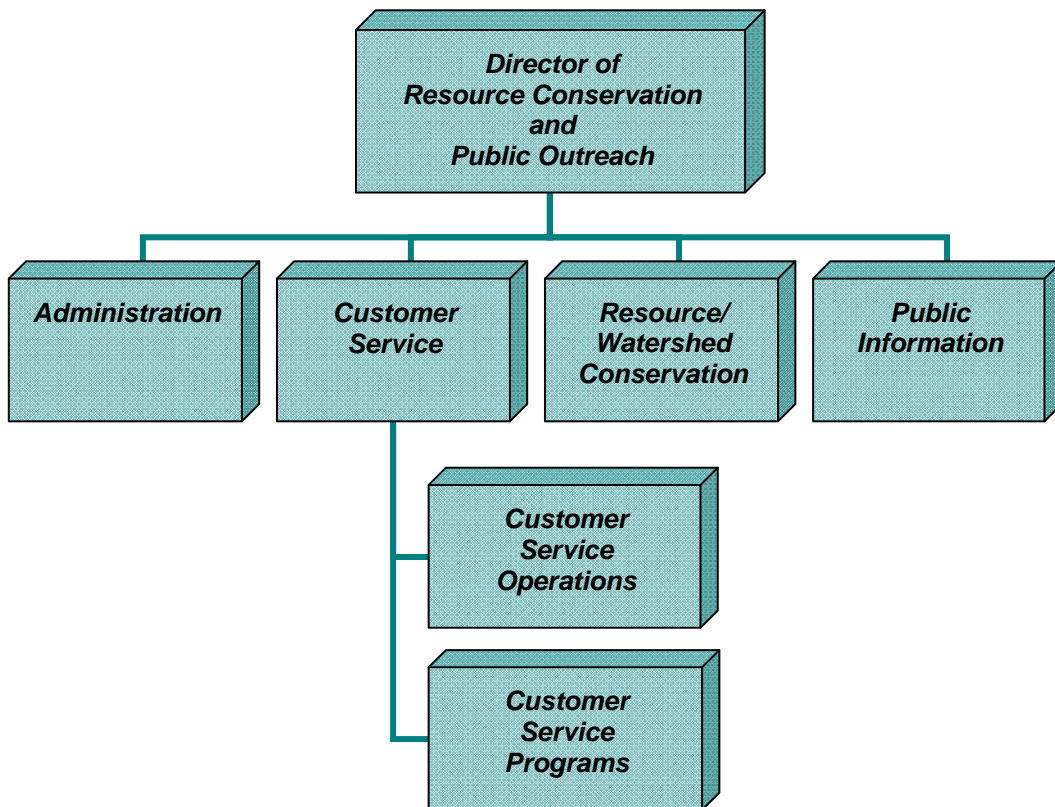 Director of
Resource Conservation
and
Public Outreach
Administration
Customer
Service
Resource/
Watershed
Conservation
Public
Information
Customer
Service
Operations
Customer
Service
Programs